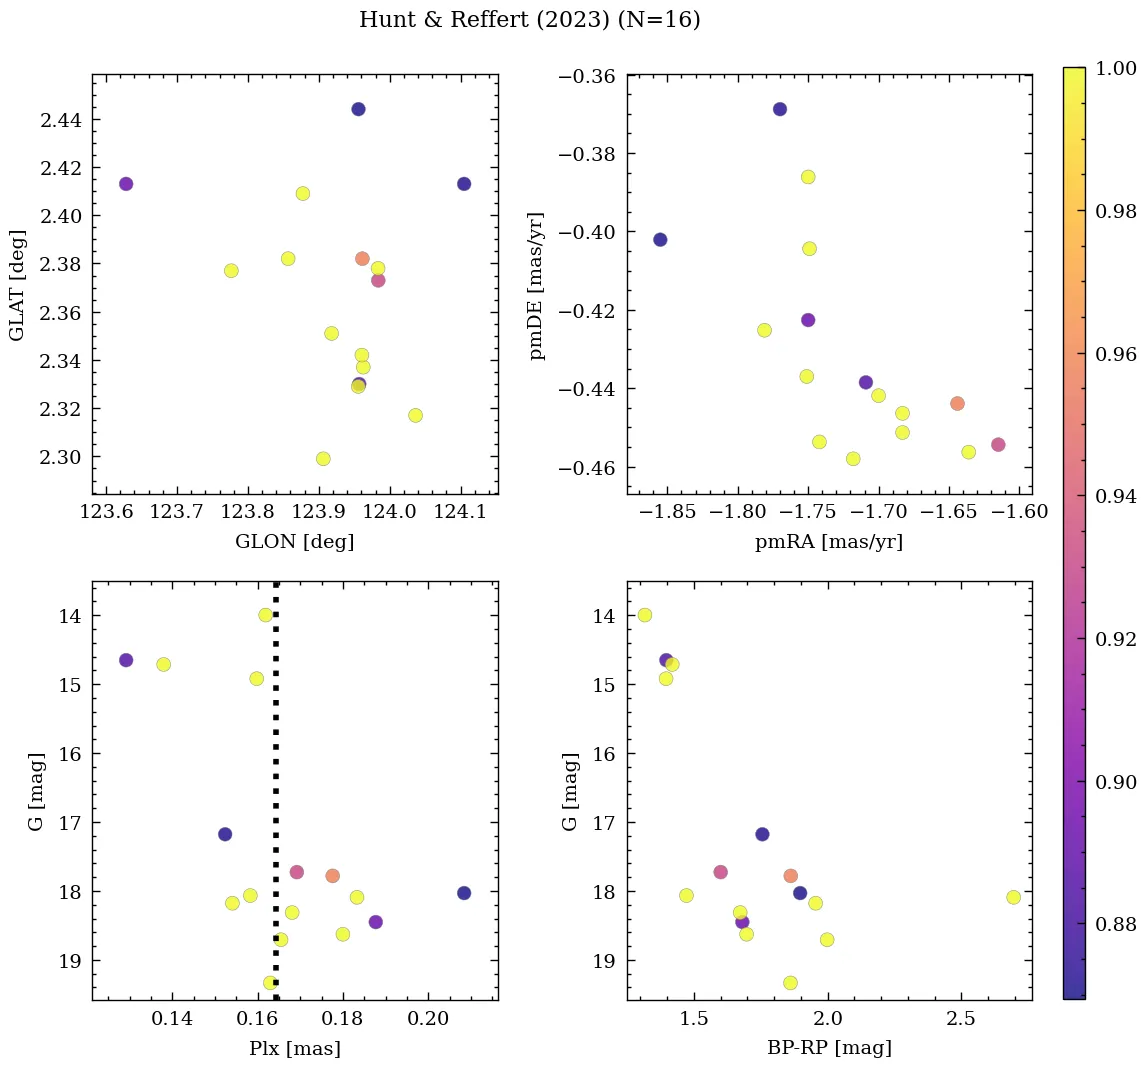 Hunt & Reffert (2023) (N=16)
2.44
2.42
2.40
2.38
2.36
2.34
2.32
2.30
GLAT [deg]
123.6 123.7 123.8 123.9 124.0 124.1
GLON [deg]
−0.36
−0.38
−0.40
−0.42
−0.44
−0.46
pmDE [mas/yr]
−1.85 −1.80 −1.75 −1.70 −1.65 −1.60
pmRA [mas/yr]
14
15
16
17
18
19
G [mag]
0.14 0.16 0.18 0.20
Plx [mas]
14
15
16
17
18
19
G [mag]
1.5 2.0 2.5
BP-RP [mag]
1.00
0.98
0.96
0.94
0.92
0.90
0.88